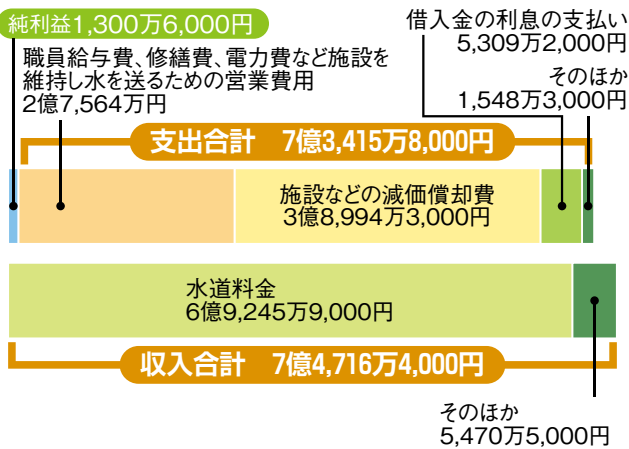 純利益1,300万6,000円
職員給与費、修繕費、電力費など施設を
維持し水を送るための営業費用
2億7,564万円
借入金の利息の支払い
5,309万2,000円
そのほか
1,548万3,000円
支出合計 7億3,415万8,000円
施設などの減価償却費
3億8,994万3,000円
水道料金
6億9,245万9,000円
収入合計 7億4,716万4,000円
そのほか
5,470万5,000円